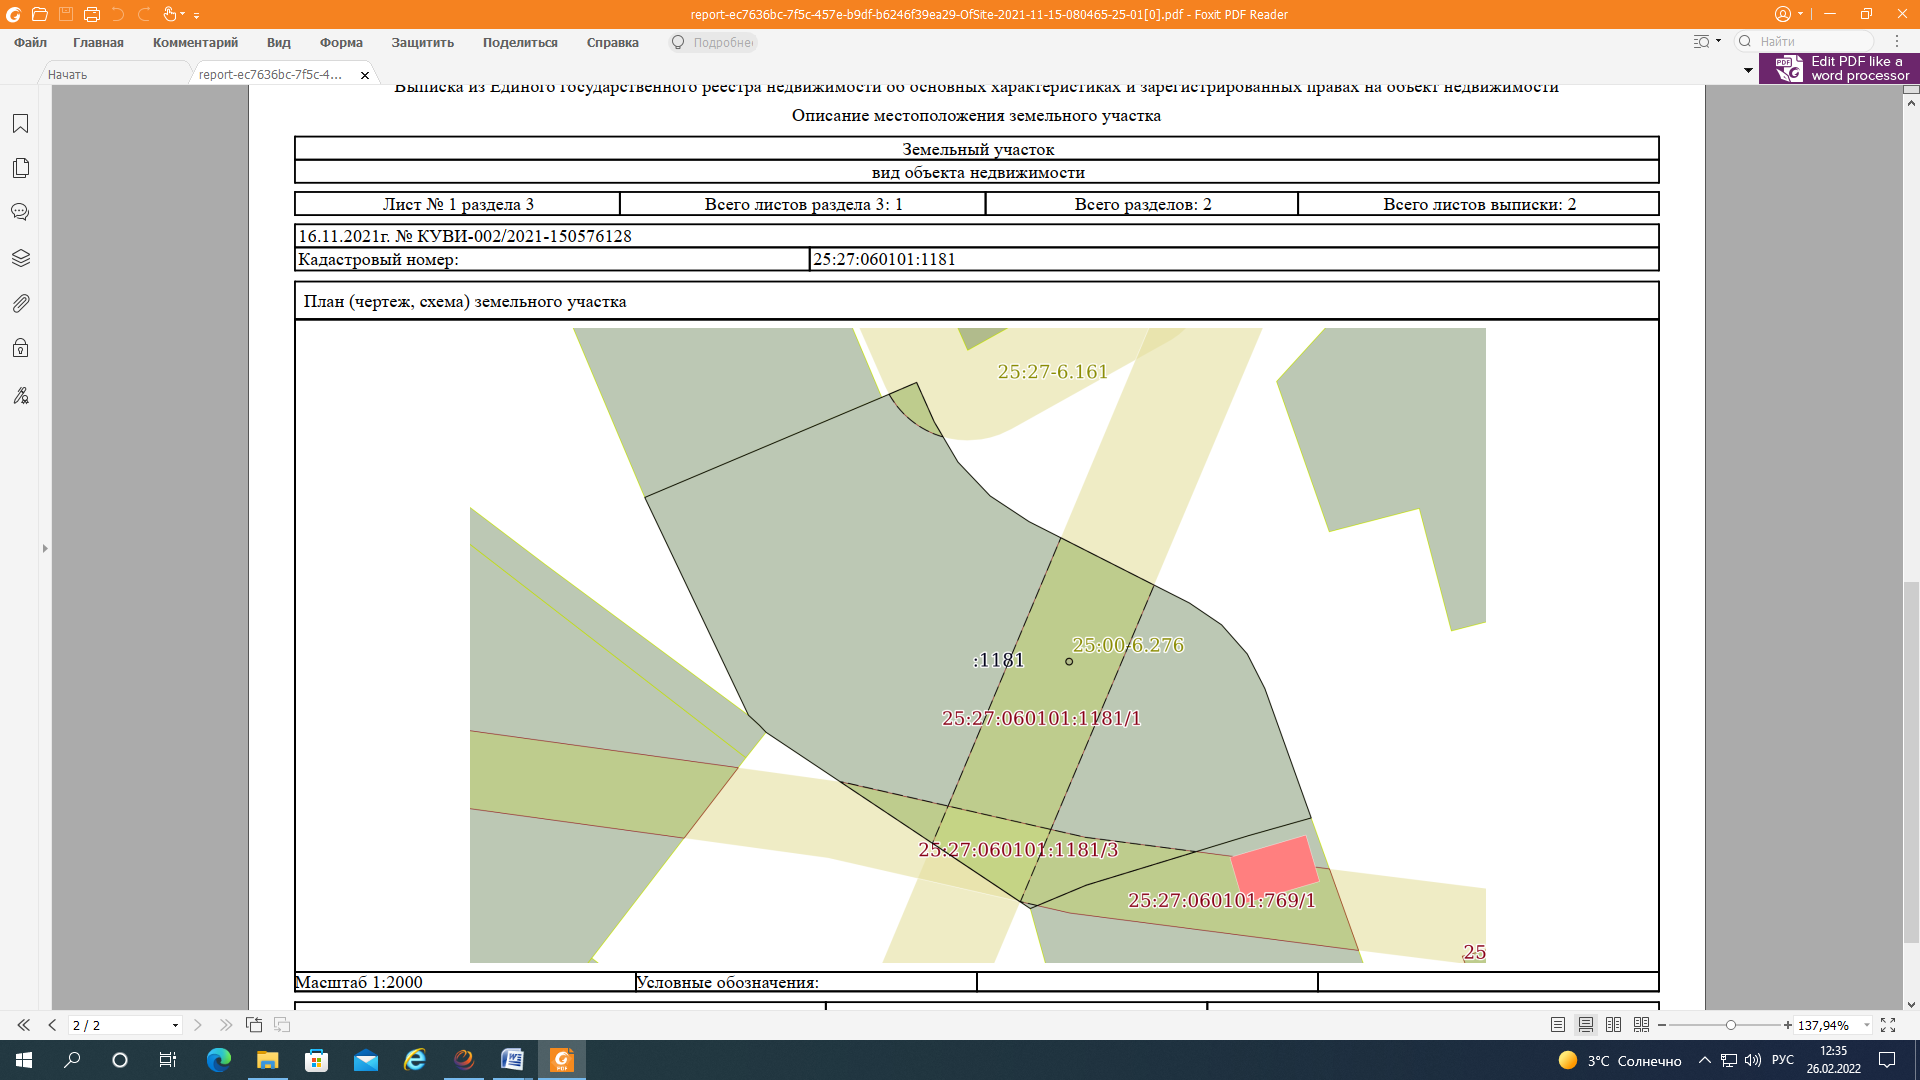 report-ec7636bc-7f5c-457e-b9df-b6246f39ea29-OfSite-2021-11-15-080465-25-01[0].pdf - Foxit PDF Reader
Файл Главная Комментарий Вид Форма Защитить Поделиться Справка Подробнее Найти
Начать report-ec7636bc-7f5c-4... Edit PDF like a
word processor
Выписка из Единого государственного реестра недвижимости об основных характеристиках и зарегистрированных правах на объект недвижимости
Описание местоположения земельного участка
Земельный участок
вид объекта недвижимости
Лист № 1 раздела 3 Всего листов раздела 3: 1 Всего разделов: 2 Всего листов выписки: 2
16.11.2021г. № КУВИ-002/2021-150576128
Кадастровый номер: 25:27:060101:1181
План (чертеж, схема) земельного участка
25:27-6.161
25:00-6.276
:1181
25:27:060101:1181/1
25:27:060101:1181/3
25:27:060101:769/1
25
Масштаб 1:2000 Условные обозначения:
2 / 2 137,94%
3°C Солнечно РУС 12:35
26.02.2022